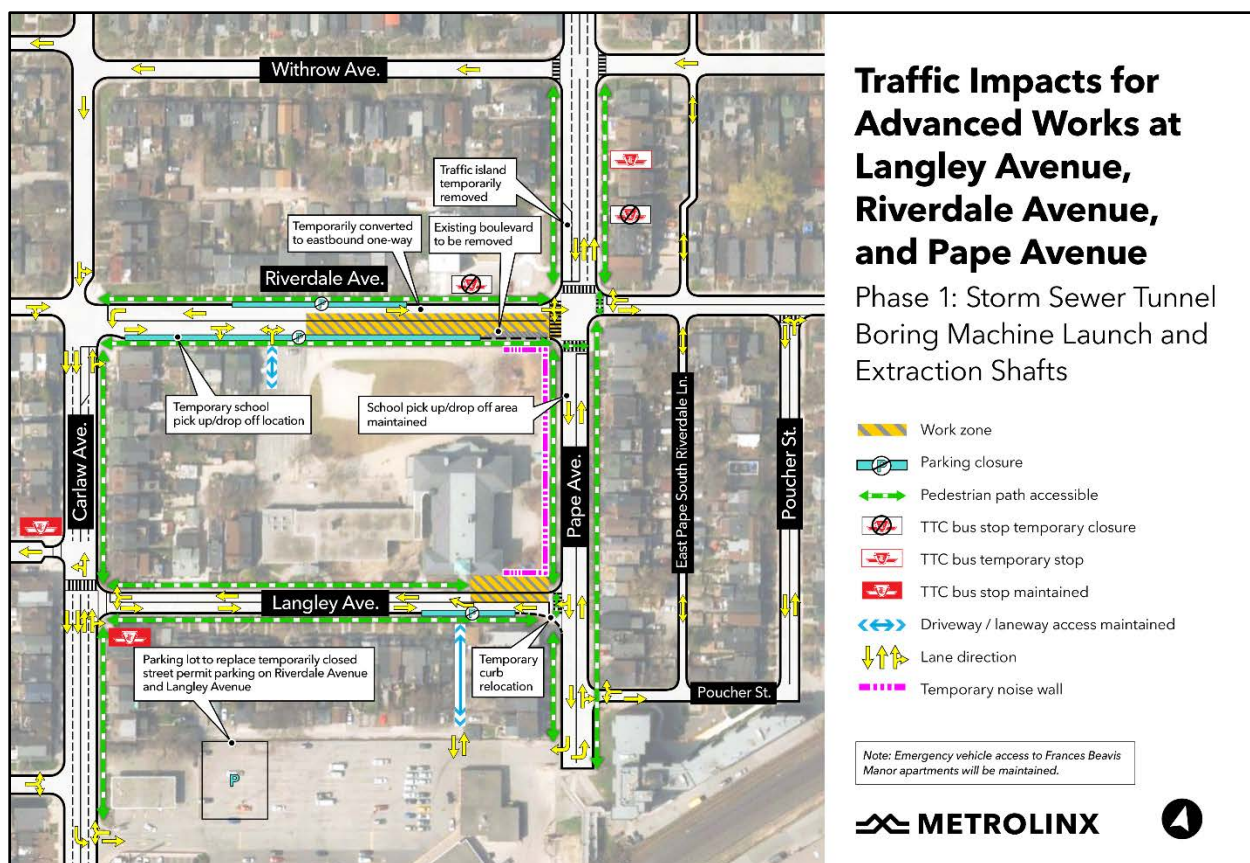 Withrow Ave.
Traffic island
temporarily
removed
Temporarily converted
to eastbound one-way
Existing boulevard
to be removed
Riverdale Ave.
P
P
Temporary school
pick up/drop off location
School pick up/drop off area
maintained
Carlaw Ave.
Pape Ave.
East Pape South Riverdale Ln.
Poucher St.
Langley Ave.
P
Parking lot to replace temporarily closed
street permit parking on Riverdale Avenue
and Langley Avenue
Temporary
curb
relocation
Poucher St.
P
Traffic Impacts for
Advanced Works at
Langley Avenue,
Riverdale Avenue,
and Pape Avenue
Phase 1: Storm Sewer Tunnel
Boring Machine Launch and
Extraction Shafts
Work zone
P
Parking closure
Pedestrian path accessible
TTC bus stop temporary closure
TTC bus temporary stop
TTC bus stop maintained
Driveway / laneway access maintained
Lane direction
Temporary noise wall
Note: Emergency vehicle access to Frances Beavis
Manor apartments will be maintained.
METROLINX